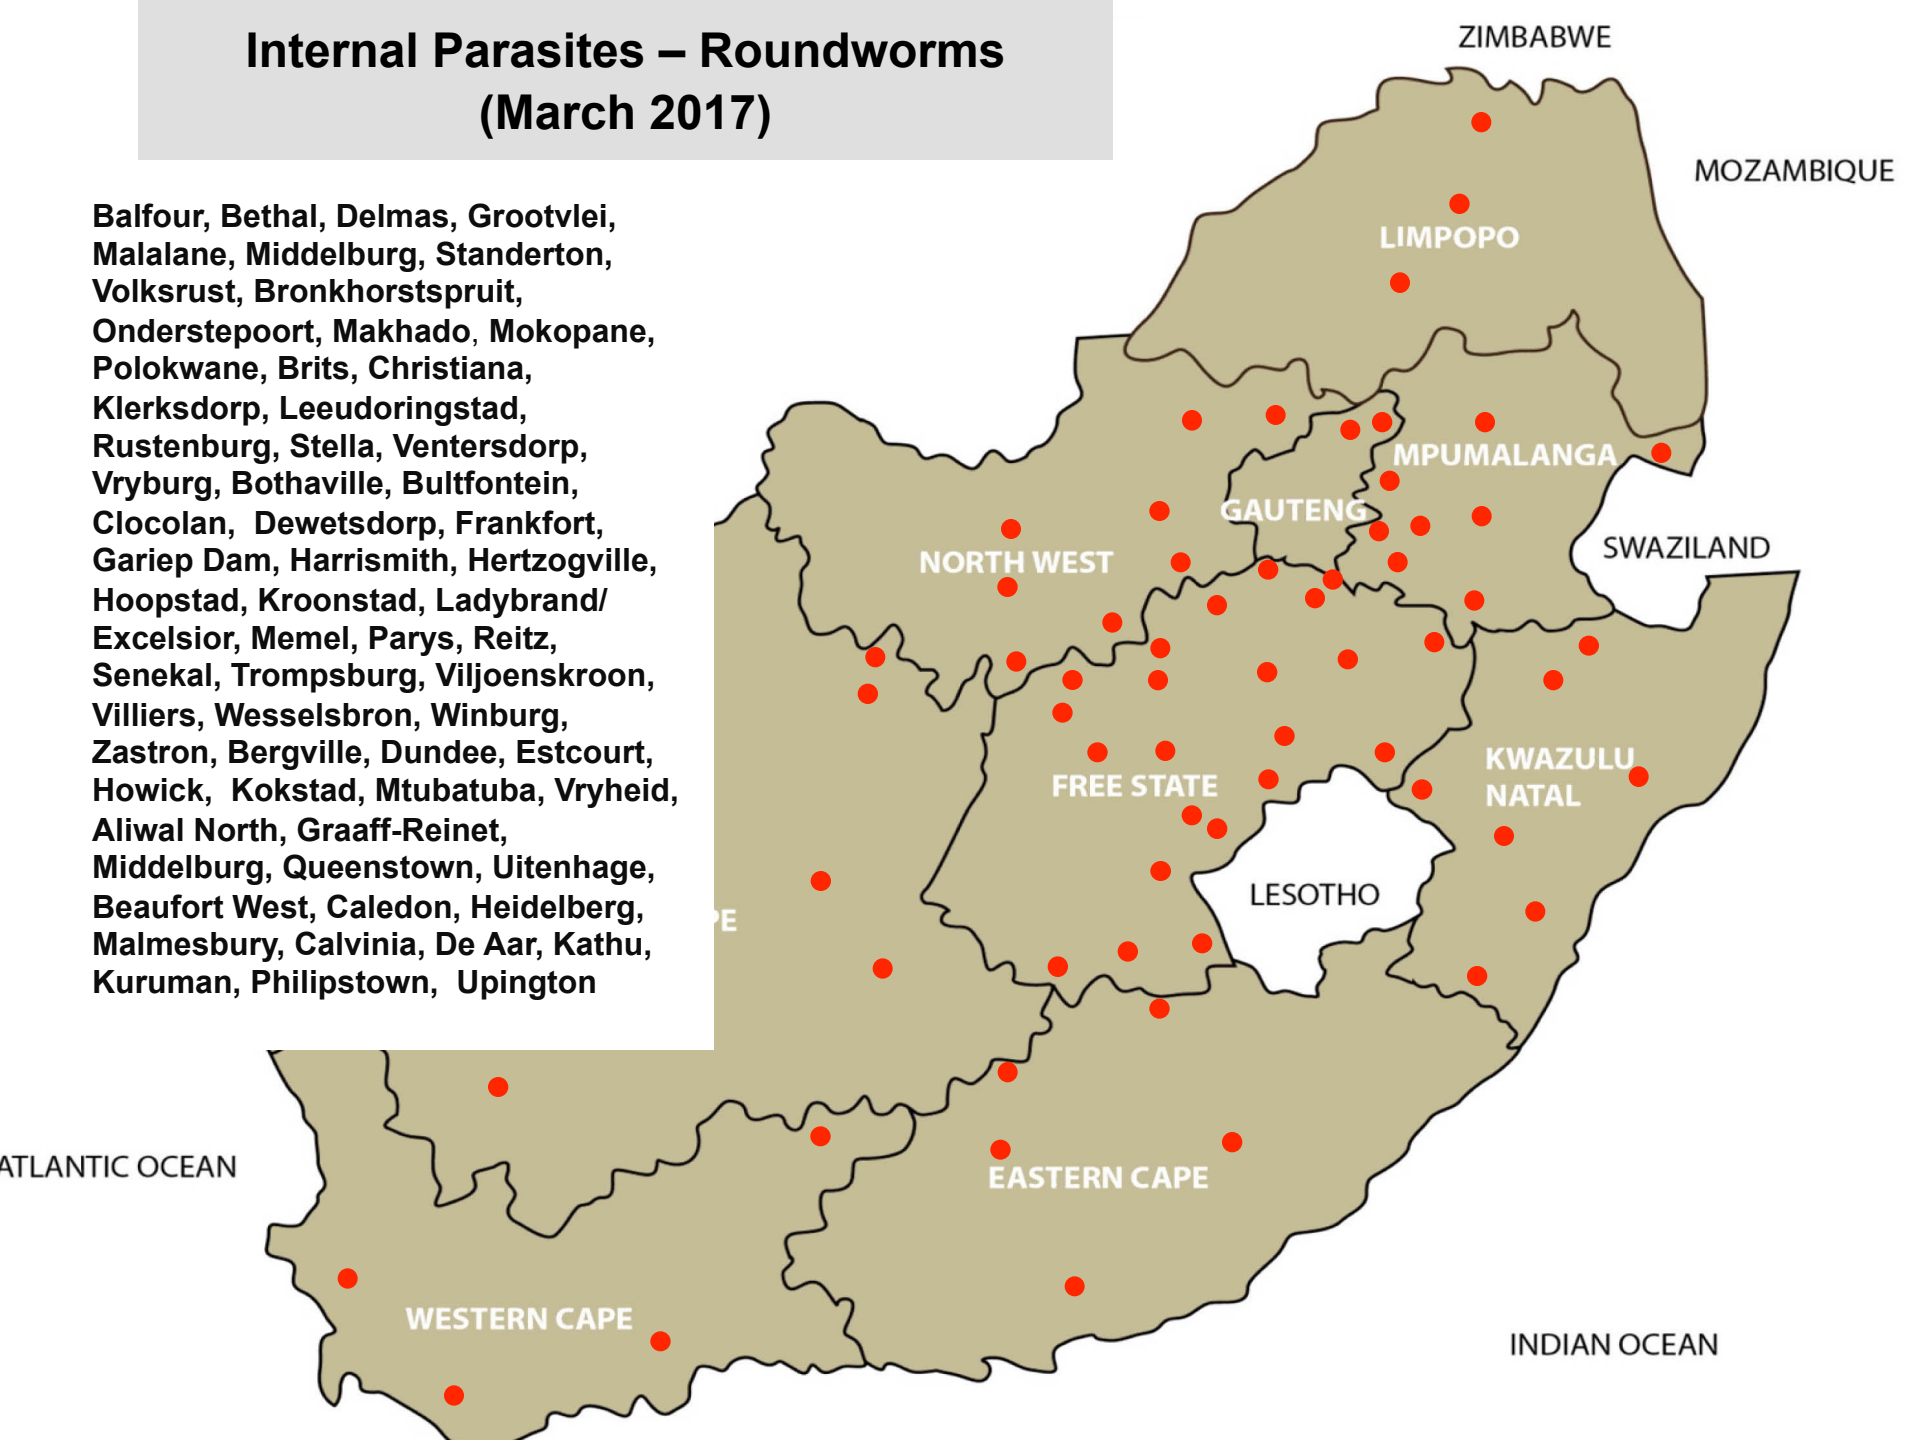 Internal Parasites – Roundworms
(March 2017)
Balfour, Bethal, Delmas, Grootvlei,
Malalane, Middelburg, Standerton,
Volksrust, Bronkhorstspruit,
Onderstepoort, Makhado, Mokopane,
Polokwane, Brits, Christiana,
Klerksdorp, Leeudoringstad,
Rustenburg, Stella, Ventersdorp,
Vryburg, Bothaville, Bultfontein,
Clocolan,  Dewetsdorp, Frankfort,
Gariep Dam, Harrismith, Hertzogville,
Hoopstad, Kroonstad, Ladybrand/
Excelsior, Memel, Parys, Reitz,
Senekal, Trompsburg, Viljoenskroon,
Villiers, Wesselsbron, Winburg,
Zastron, Bergville, Dundee, Estcourt,
Howick,  Kokstad, Mtubatuba, Vryheid,
Aliwal North, Graaff-Reinet,
Middelburg, Queenstown, Uitenhage,
Beaufort West, Caledon, Heidelberg,
Malmesbury, Calvinia, De Aar, Kathu,
Kuruman, Philipstown,  Upington
ZIMBABWE
MOZAMBIQUE
LIMPOPO
MPUMALANGA
GAUTENG
SWAZILAND
NORTH WEST
KWAZULU
NATAL
FREE STATE
LESOTHO
PE
ATLANTIC OCEAN
EASTERN CAPE
WESTERN CAPE
INDIAN OCEAN